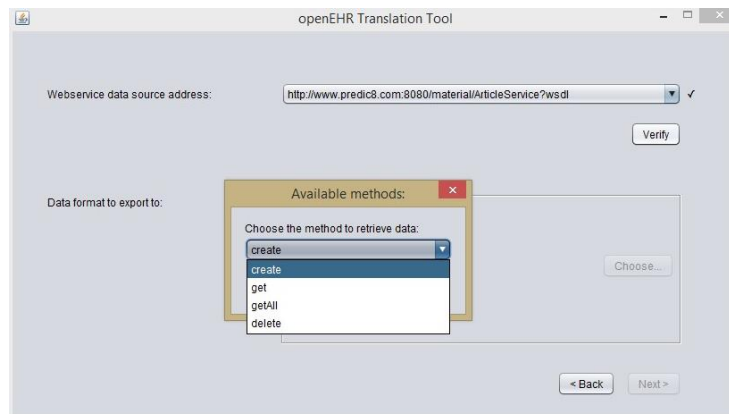 openEHR Translation Tool
Webservice data source address:
http://www.predic8.com:8080/material/ArticleService?wsdl
Verify
Data format to export to:
Available methods:
Choose the method to retrieve data:
create
create
get
getAll
delete
Choose...
< Back
Next >